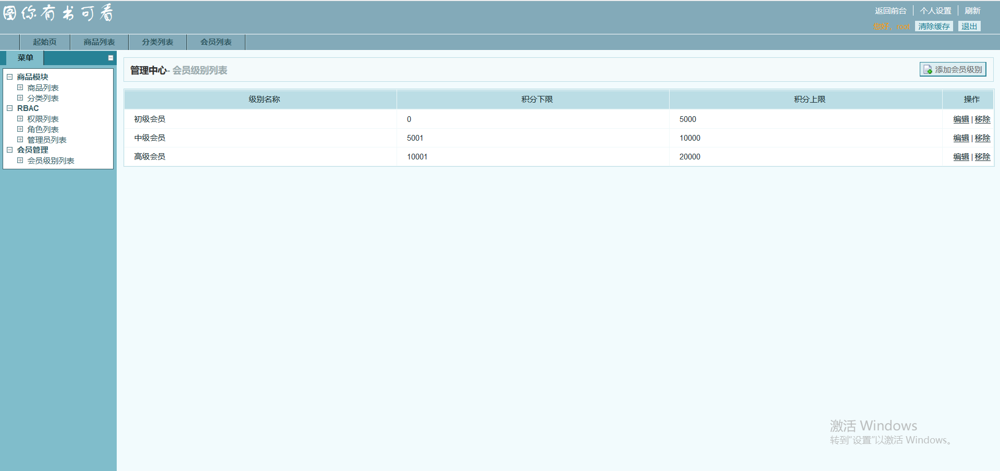 图你有书可看
返回前台 个人设置 刷新
您好，root 清除缓存 退出
起始页 商品列表 分类列表 会员列表
菜单
商品模块
商品列表
分类列表
RBAC
权限列表
角色列表
管理员列表
会员管理
会员级别列表
管理中心- 会员级别列表
添加会员级别
级别名称 积分下限 积分上限 操作
初级会员 0 5000 编辑 | 移除
中级会员 5001 10000 编辑 | 移除
高级会员 10001 20000 编辑 | 移除
激活 Windows
转到“设置”以激活 Windows。